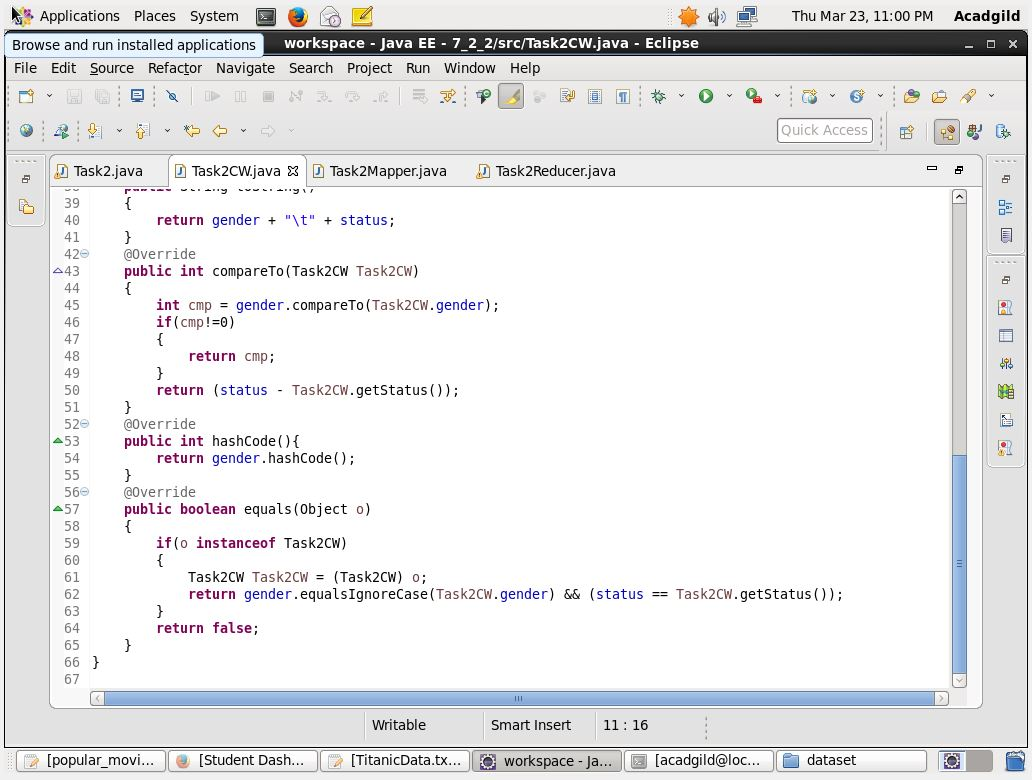 Applications Places System Thu Mar 23, 11:00 PM Acadgild
Browse and run installed applications workspace - Java EE - 7_2_2/src/Task2CW.java - Eclipse
File Edit Source Refactor Navigate Search Project Run Window Help
Quick Access
Task2.java Task2CW.java Task2Mapper.java Task2Reducer.java
38 public String toString()
39 {
40 return gender + "\t" + status;
41 }
42 @Override
43 public int compareTo(Task2CW Task2CW)
44 {
45 int cmp = gender.compareTo(Task2CW.gender);
46 if(cmp!=0)
47 {
48 return cmp;
49 }
50 return (status - Task2CW.getStatus());
51 }
52 @Override
53 public int hashCode(){
54 return gender.hashCode();
55 }
56 @Override
57 public boolean equals(Object o)
58 {
59 if(o instanceof Task2CW)
60 {
61 Task2CW Task2CW = (Task2CW) o;
62 return gender.equalsIgnoreCase(Task2CW.gender) && (status == Task2CW.getStatus());
63 }
64 return false;
65 }
66 }
67
Writable Smart Insert 11 : 16
[popular_movi... [Student Dash... [TitanicData.tx... workspace - Ja... [acadgild@loc... dataset